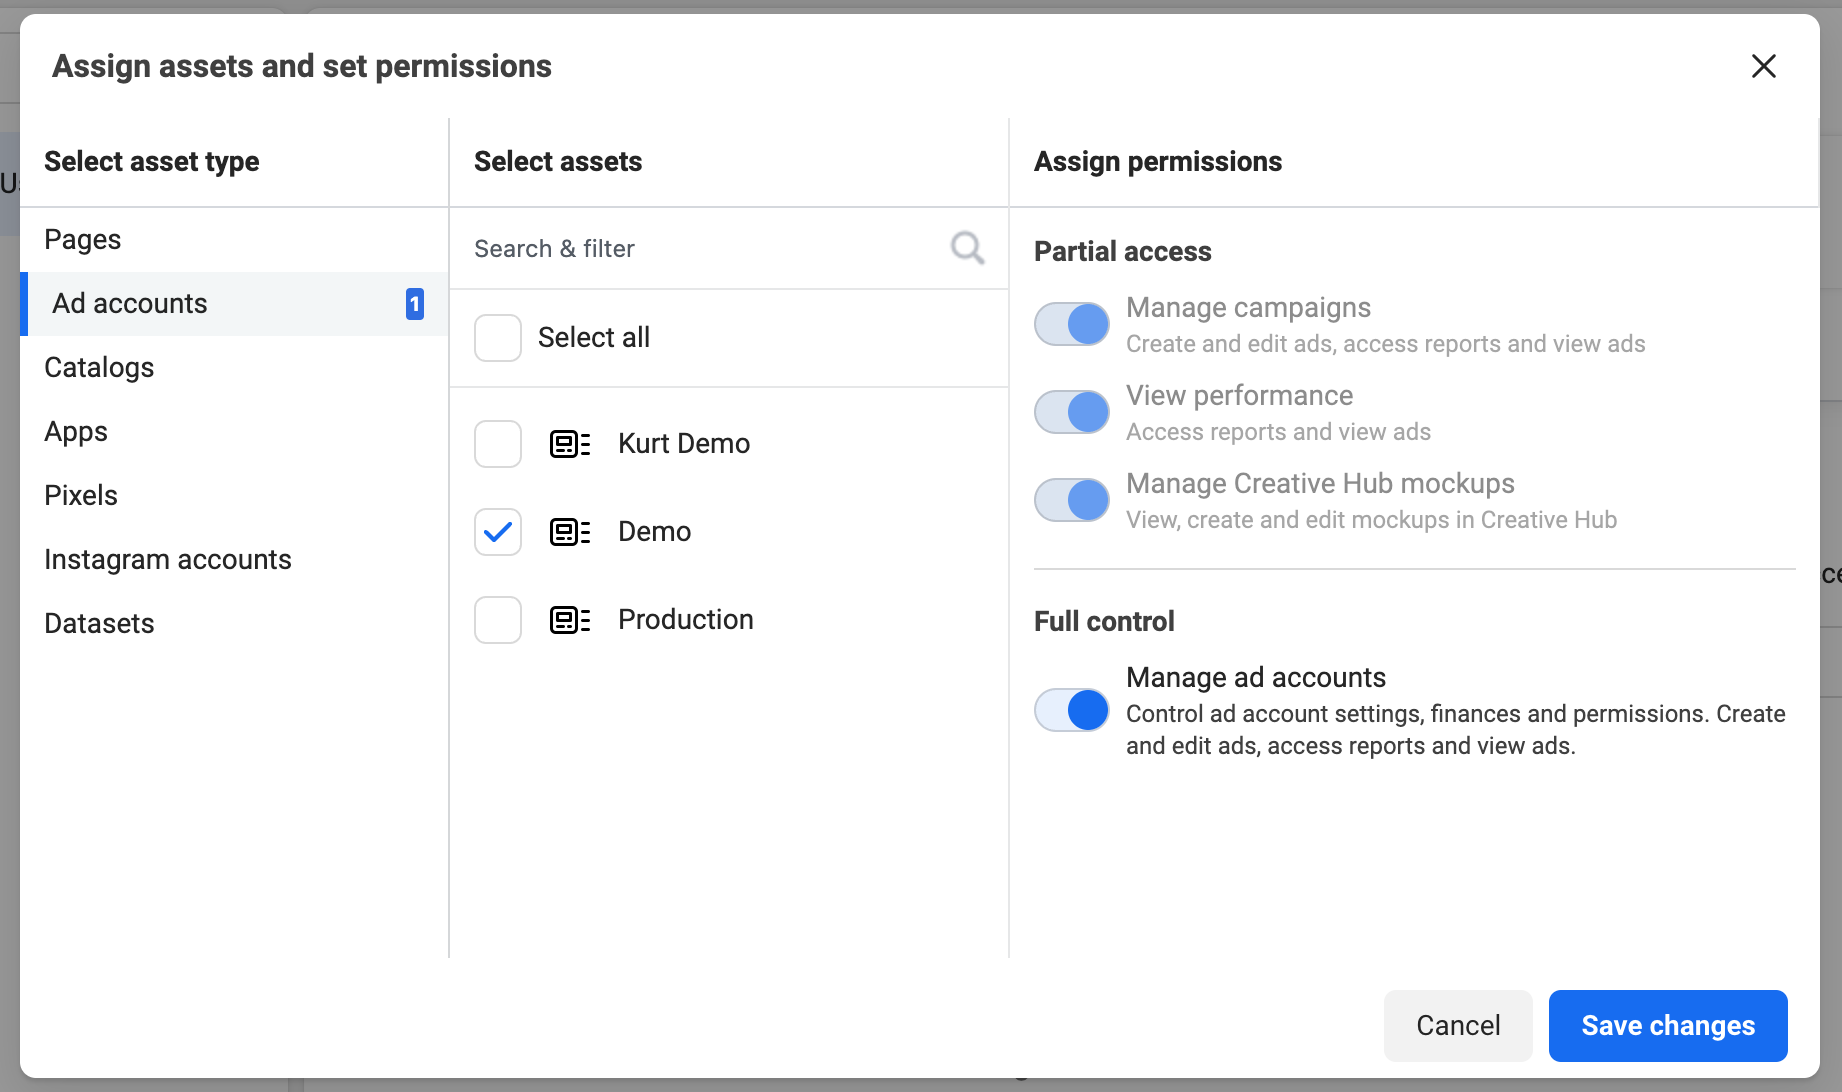 Assign assets and set permissions
Select asset type
Pages
Ad accounts
1
Catalogs
Apps
Pixels
Instagram accounts
Datasets
Select assets
Search & filter
Select all
Kurt Demo
Demo
Production
Assign permissions
Partial access
Manage campaigns
Create and edit ads, access reports and view ads
View performance
Access reports and view ads
Manage Creative Hub mockups
View, create and edit mockups in Creative Hub
Full control
Manage ad accounts
Control ad account settings, finances and permissions. Create
and edit ads, access reports and view ads.
Cancel
Save changes